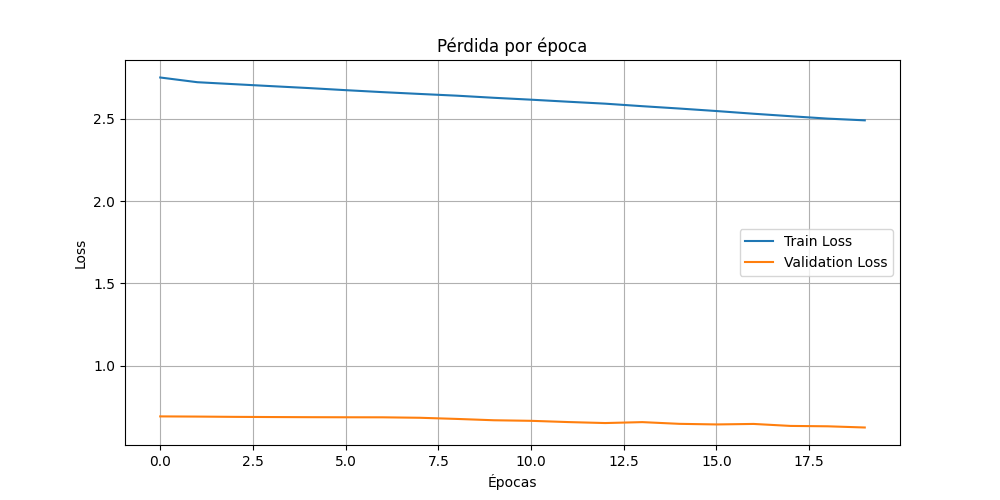 Pérdida por época
Loss
2.5
2.0
1.5
1.0
Train Loss
Validation Loss
0.0 2.5 5.0 7.5 10.0 12.5 15.0 17.5
Épocas